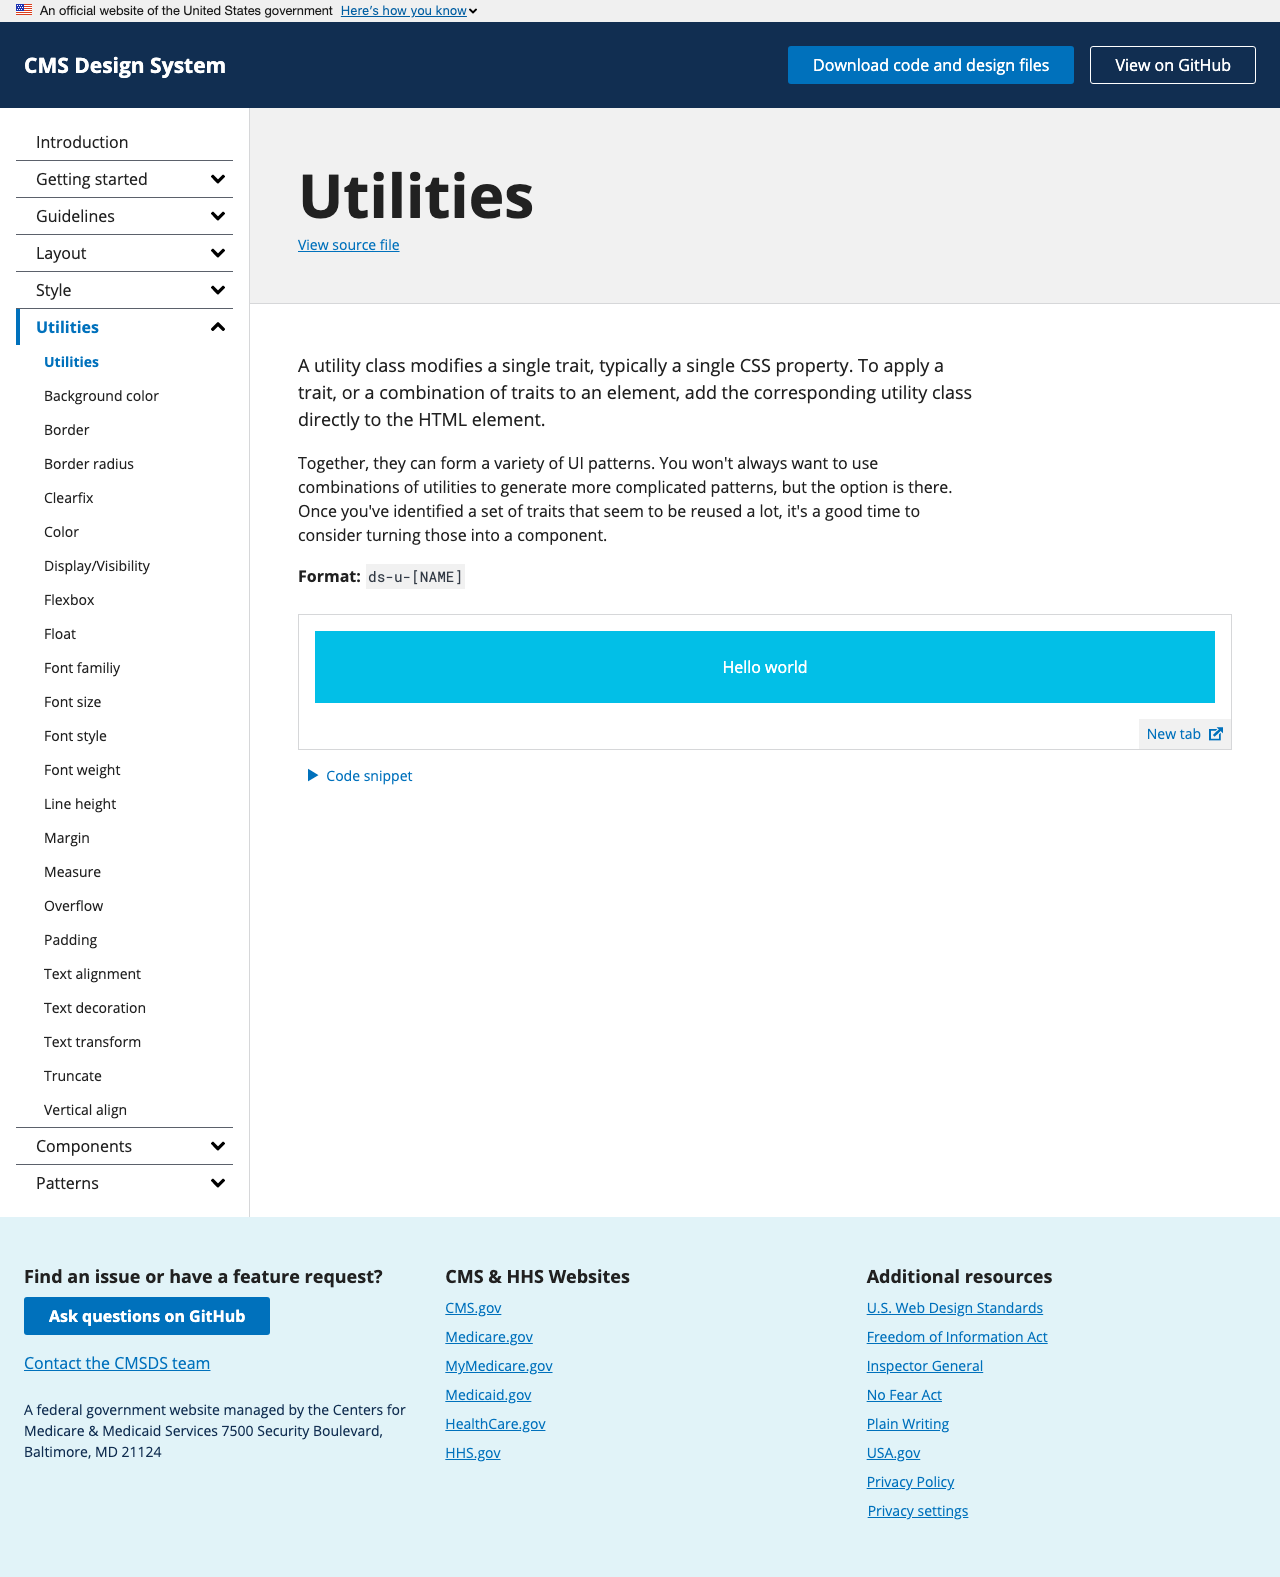 An official website of the United States government Here's how you know
CMS Design System
Download code and design files
View on GitHub
Introduction
Getting started
Guidelines
Layout
Style
Utilities
Utilities
Background color
Border
Border radius
Clearfix
Color
Display/Visibility
Flexbox
Float
Font familiy
Font size
Font style
Font weight
Line height
Margin
Measure
Overflow
Padding
Text alignment
Text decoration
Text transform
Truncate
Vertical align
Components
Patterns
Utilities
View source file
A utility class modifies a single trait, typically a single CSS property. To apply a
trait, or a combination of traits to an element, add the corresponding utility class
directly to the HTML element.
Together, they can form a variety of UI patterns. You won't always want to use
combinations of utilities to generate more complicated patterns, but the option is there.
Once you've identified a set of traits that seem to be reused a lot, it's a good time to
consider turning those into a component.
Format: ds-u-[NAME]
Hello world
New tab
Code snippet
Find an issue or have a feature request?
Ask questions on GitHub
Contact the CMSDS team
A federal government website managed by the Centers for
Medicare & Medicaid Services 7500 Security Boulevard,
Baltimore, MD 21124
CMS & HHS Websites
CMS.gov
Medicare.gov
MyMedicare.gov
Medicaid.gov
HealthCare.gov
HHS.gov
Additional resources
U.S. Web Design Standards
Freedom of Information Act
Inspector General
No Fear Act
Plain Writing
USA.gov
Privacy Policy
Privacy settings